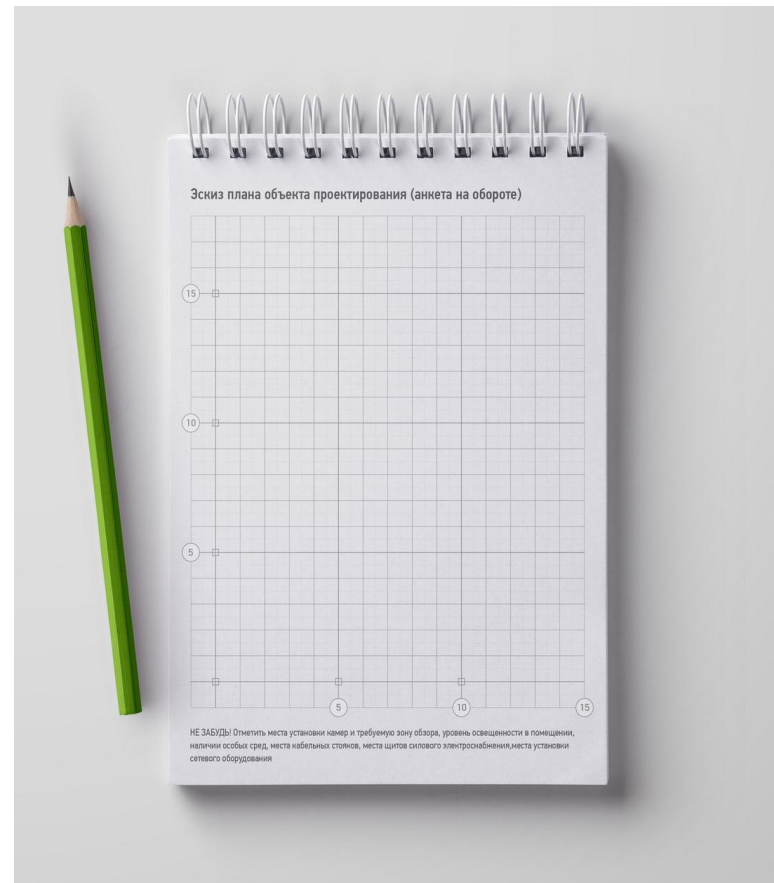 Эскиз плана объекта проектирования (анкета на обороте)
15
10
5
5
10
15
НЕ ЗАБУДЬ! Отметить места установки камер и требуемую зону обзора, уровень освещенности в помещении,
наличии особых сред, места кабельных стояков, места щитов силового электроснабжения,места установки
сетевого оборудования